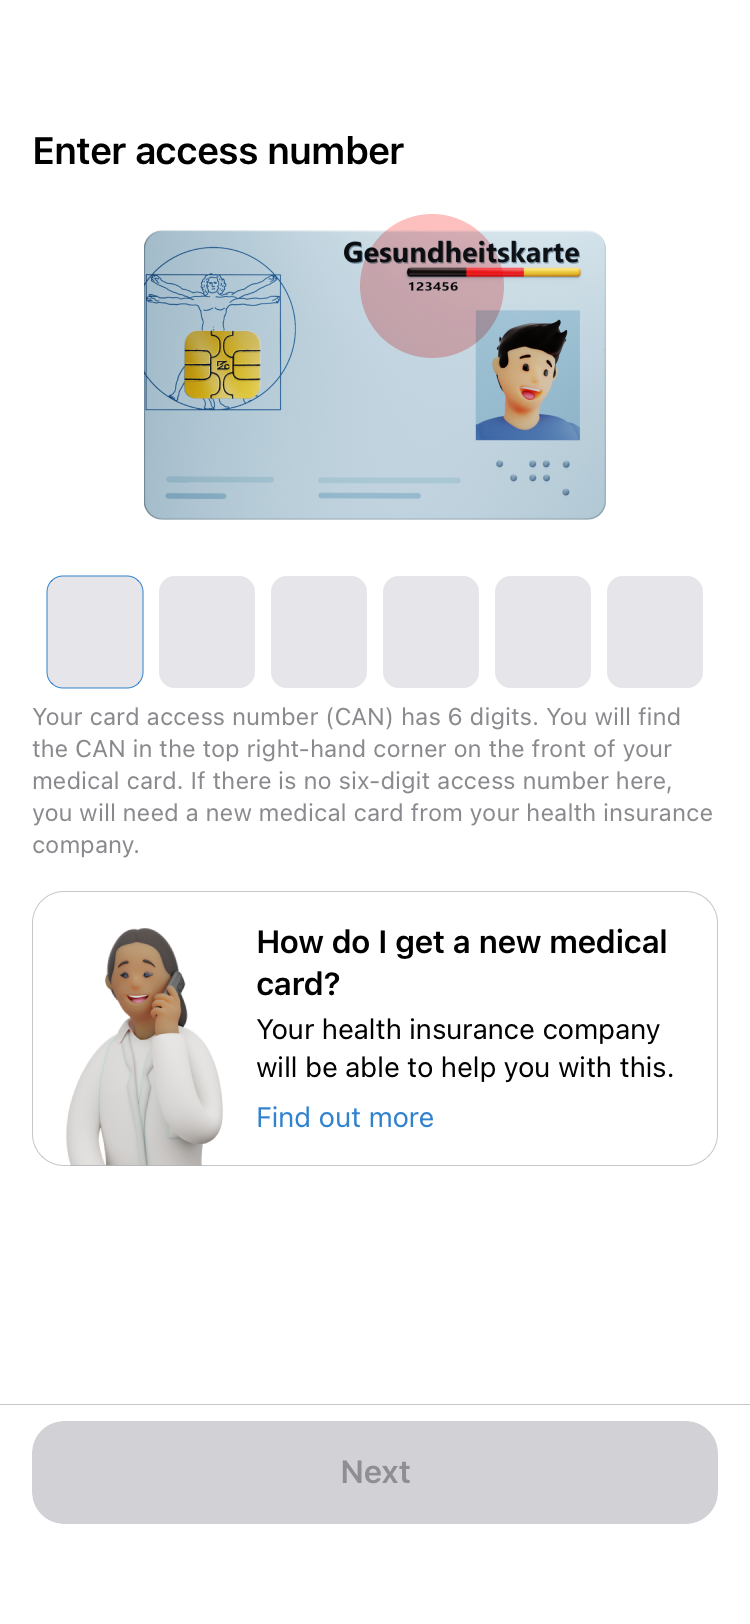 Enter access number
Gesundheitskarte
123456
Your card access number (CAN) has 6 digits. You will find
the CAN in the top right-hand corner on the front of your
medical card. If there is no six-digit access number here,
you will need a new medical card from your health insurance
company.
How do I get a new medical
card?
Your health insurance company
will be able to help you with this.
Find out more
Next